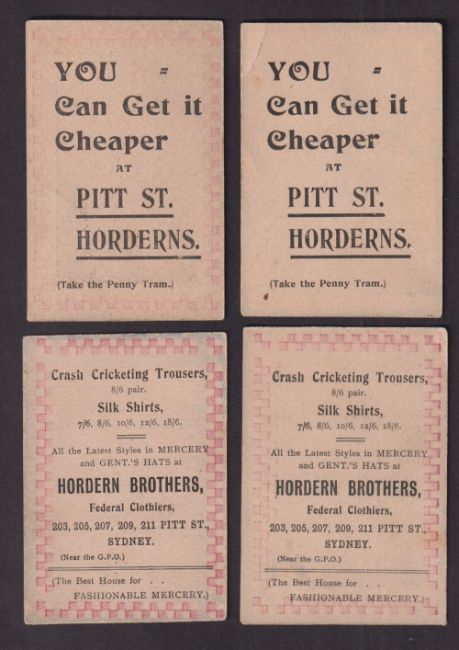 YOU =
Can Get it
Cheaper
AT
PITT ST.
HORDERNS.
(Take the Penny Tram.)
YOU =
Can Get it
Cheaper
AT
PITT ST.
HORDERNS.
(Take the Penny Tram.)
Crash Cricketing Trousers,
8/6 pair.
Silk Shirts,
7/6, 8/6, 10/6, 12/6, 18/6.
All the Latest Styles in MERCERY
and GENT.'S HATS at
HORDERN BROTHERS,
Federal Clothiers,
203, 205, 207, 209, 211 PITT ST.,
SYDNEY.
(Near the G.P.O.)
(The Best House for . .
FASHIONABLE MERCERY.)
Crash Cricketing Trousers,
8/6 pair.
Silk Shirts,
7/6, 8/6, 10/6, 12/6, 18/6.
All the Latest Styles in MERCERY
and GENT.'S HATS at
HORDERN BROTHERS,
Federal Clothiers,
203, 205, 207, 209, 211 PITT ST.,
SYDNEY.
(Near the G.P.O.)
(The Best House for . .
FASHIONABLE MERCERY.)